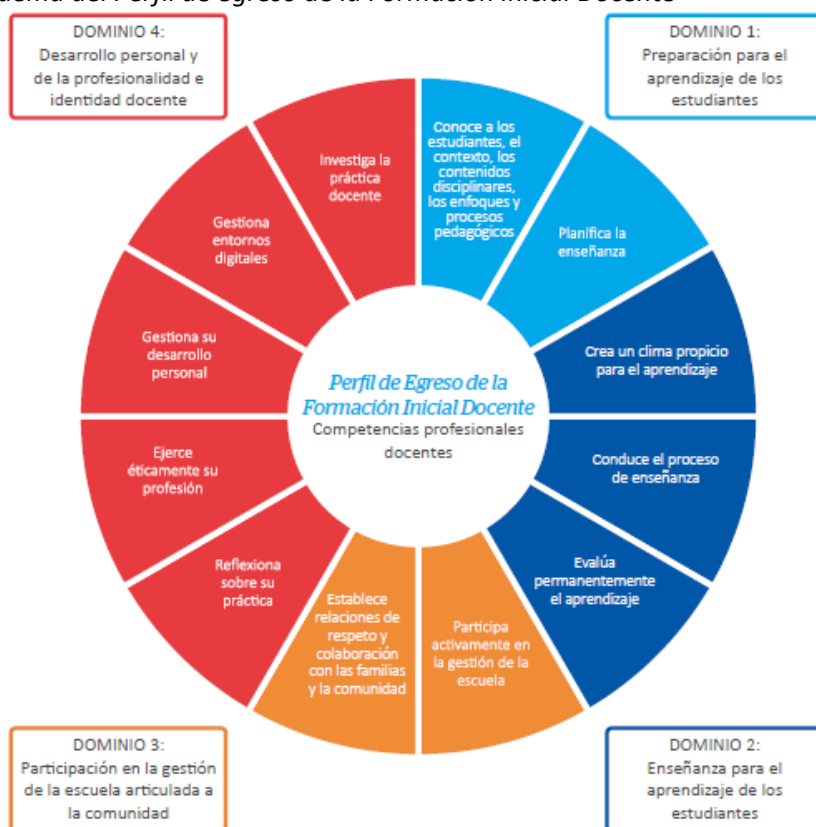 DOMINIO 4:
Desarrollo personal y
de la profesionalidad e
identidad docente
DOMINIO 1:
Preparación para el
aprendizaje de los
estudiantes
Conoce a los
estudiantes, el
contexto, los
contenidos
disciplinares,
los enfoques y
procesos
pedagógicos
Planifica la
enseñanza
Crea un clima propicio
para el aprendizaje
Conduce el proceso
de enseñanza
Evalúa
permanentemente
el aprendizaje
Participa
activamente en
la gestión de la
escuela
Establece
relaciones de
respeto y
colaboración
con las familias
y la comunidad
Reflexiona
sobre su
práctica
Ejerce
éticamente su
profesión
Gestiona su
desarrollo
personal
Gestiona
entornos
digitales
Investiga la
práctica
docente
Perfil de Egreso de la
Formación Inicial Docente
Competencias profesionales
docentes
DOMINIO 3:
Participación en la gestión
de la escuela articulada a
la comunidad
DOMINIO 2:
Enseñanza para el
aprendizaje de los
estudiantes